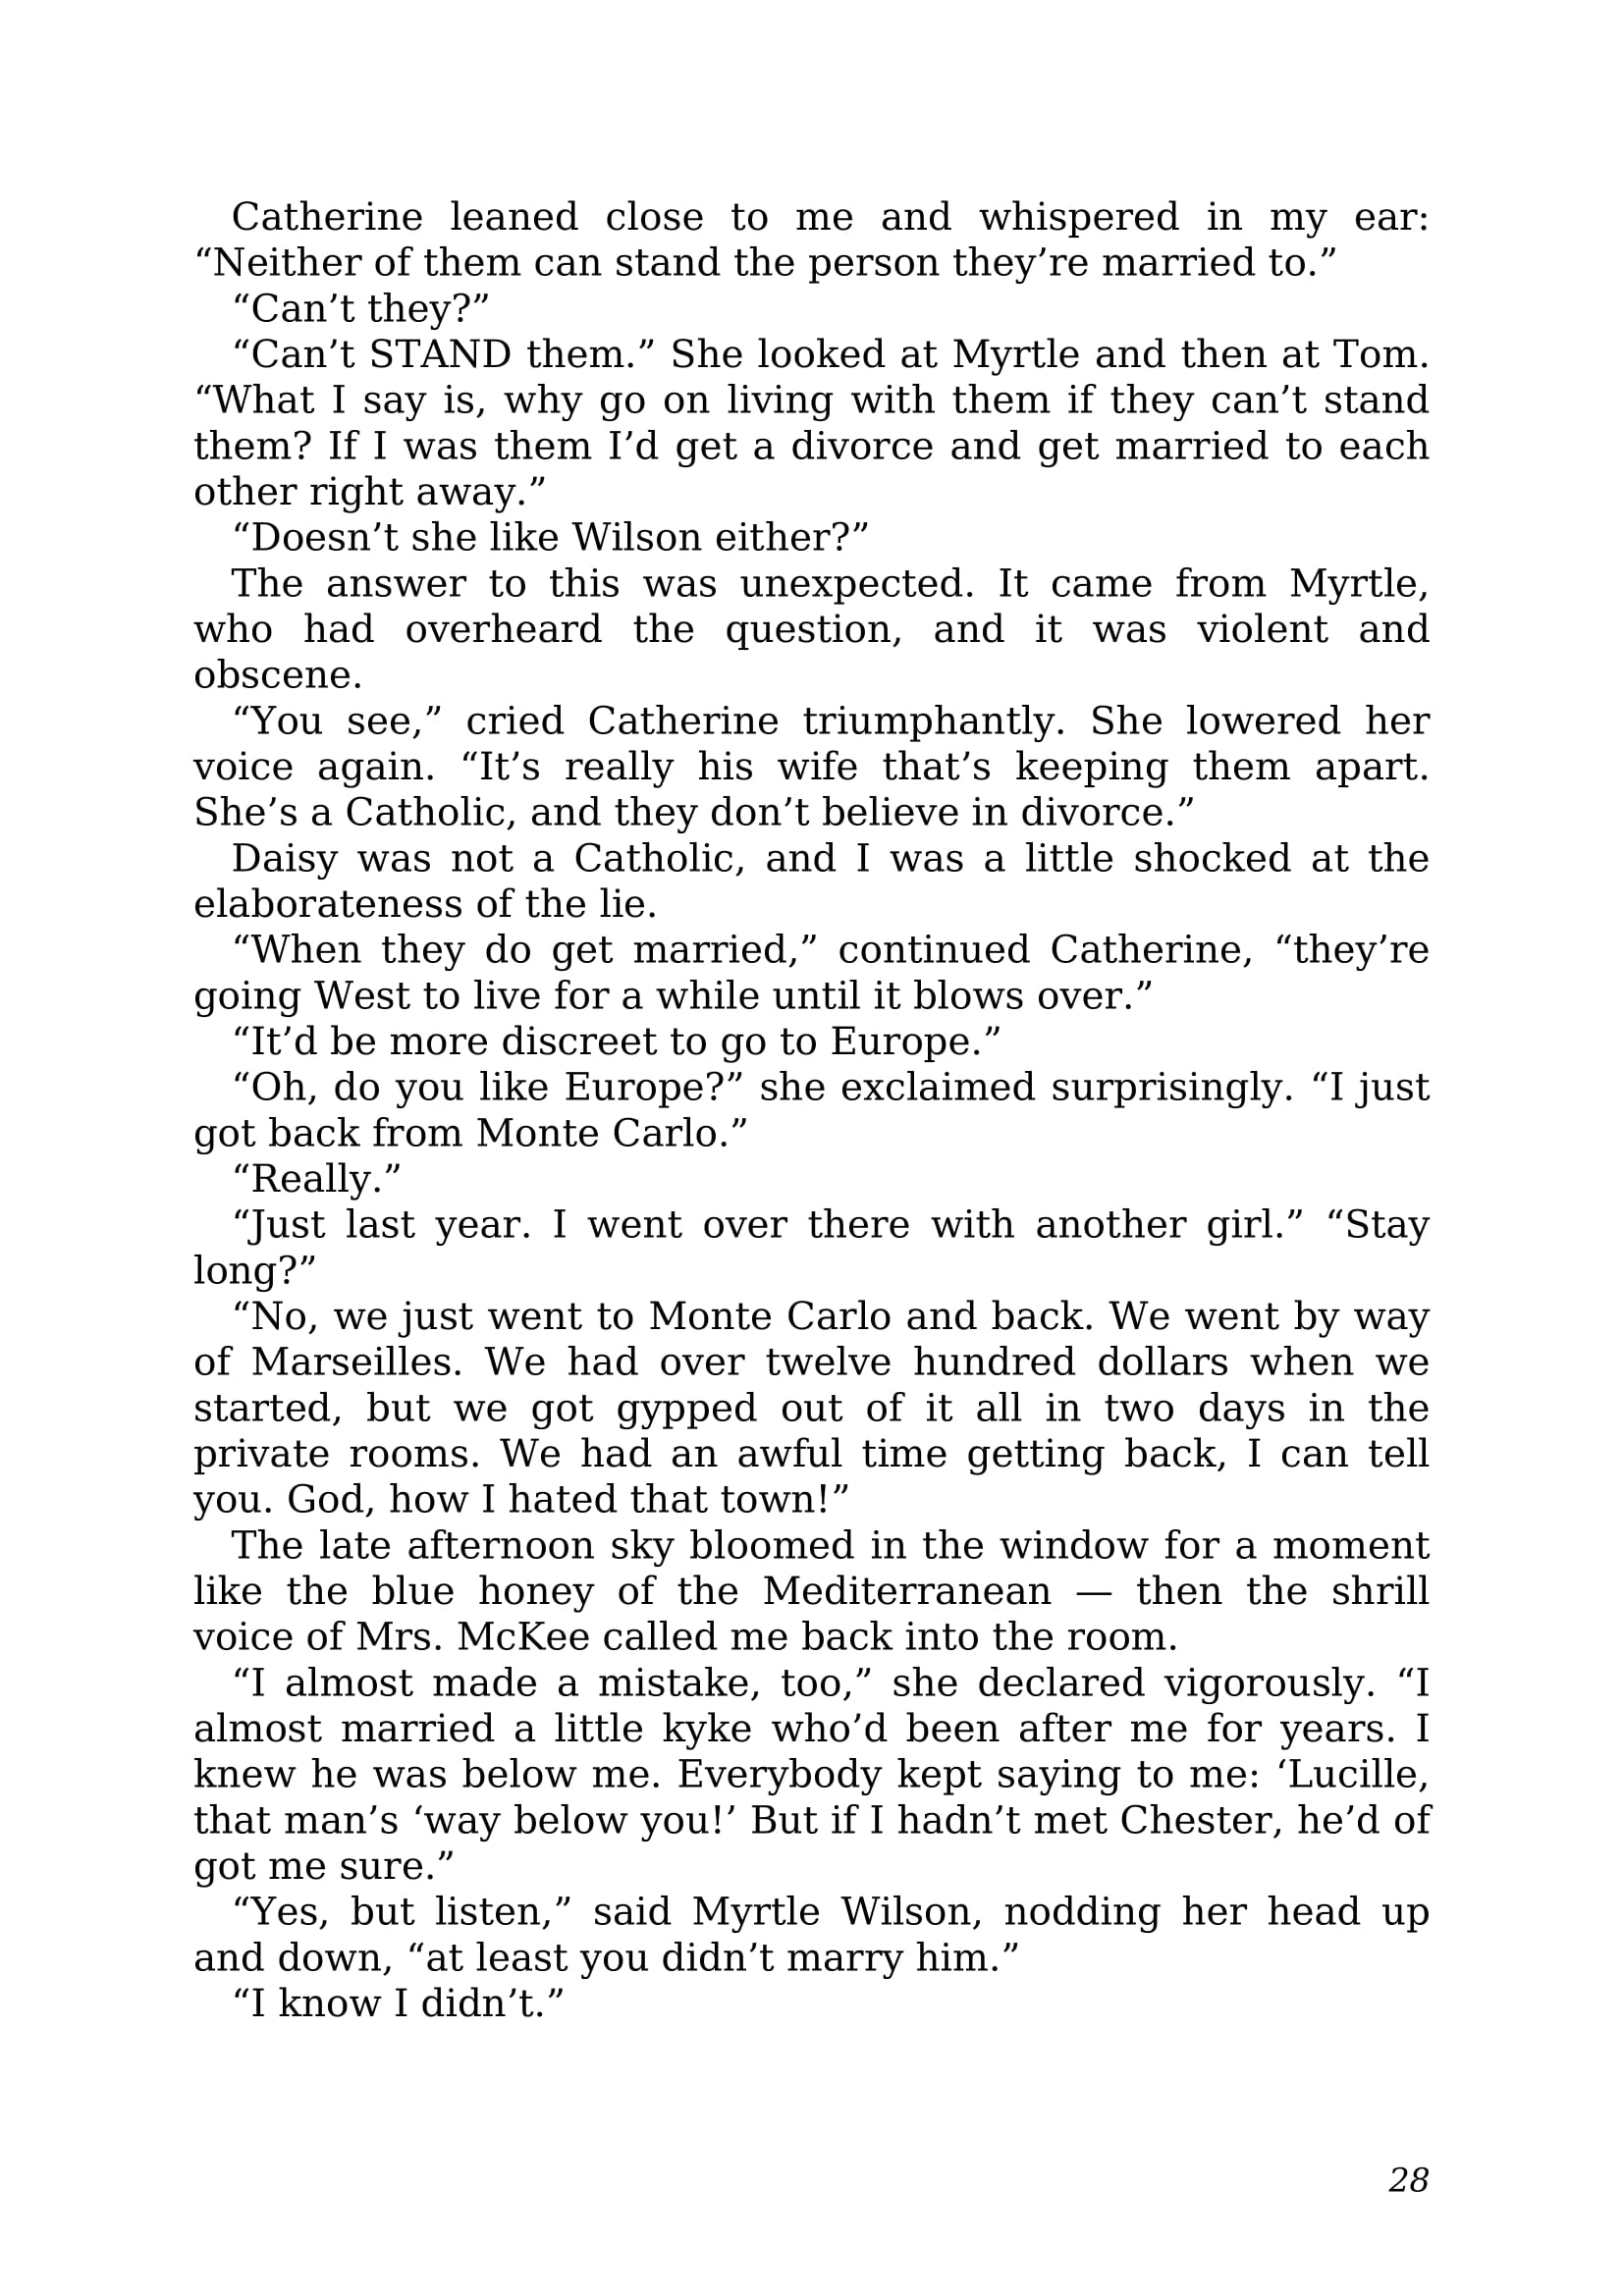 Catherine leaned close to me and whispered in my ear:
“Neither of them can stand the person they’re married to.”
“Can’t they?”
“Can’t STAND them.” She looked at Myrtle and then at Tom.
“What I say is, why go on living with them if they can’t stand
them? If I was them I’d get a divorce and get married to each
other right away.”
“Doesn’t she like Wilson either?”
The answer to this was unexpected. It came from Myrtle,
who had overheard the question, and it was violent and
obscene.
“You see,” cried Catherine triumphantly. She lowered her
voice again. “It’s really his wife that’s keeping them apart.
She’s a Catholic, and they don’t believe in divorce.”
Daisy was not a Catholic, and I was a little shocked at the
elaborateness of the lie.
“When they do get married,” continued Catherine, “they’re
going West to live for a while until it blows over.”
“It’d be more discreet to go to Europe.”
“Oh, do you like Europe?” she exclaimed surprisingly. “I just
got back from Monte Carlo.”
“Really.”
“Just last year. I went over there with another girl.” “Stay
long?”
“No, we just went to Monte Carlo and back. We went by way
of Marseilles. We had over twelve hundred dollars when we
started, but we got gypped out of it all in two days in the
private rooms. We had an awful time getting back, I can tell
you. God, how I hated that town!”
The late afternoon sky bloomed in the window for a moment
like the blue honey of the Mediterranean — then the shrill
voice of Mrs. McKee called me back into the room.
“I almost made a mistake, too,” she declared vigorously. “I
almost married a little kyke who’d been after me for years. I
knew he was below me. Everybody kept saying to me: ‘Lucille,
that man’s ‘way below you!’ But if I hadn’t met Chester, he’d of
got me sure.”
“Yes, but listen,” said Myrtle Wilson, nodding her head up
and down, “at least you didn’t marry him.”
“I know I didn’t.”
28